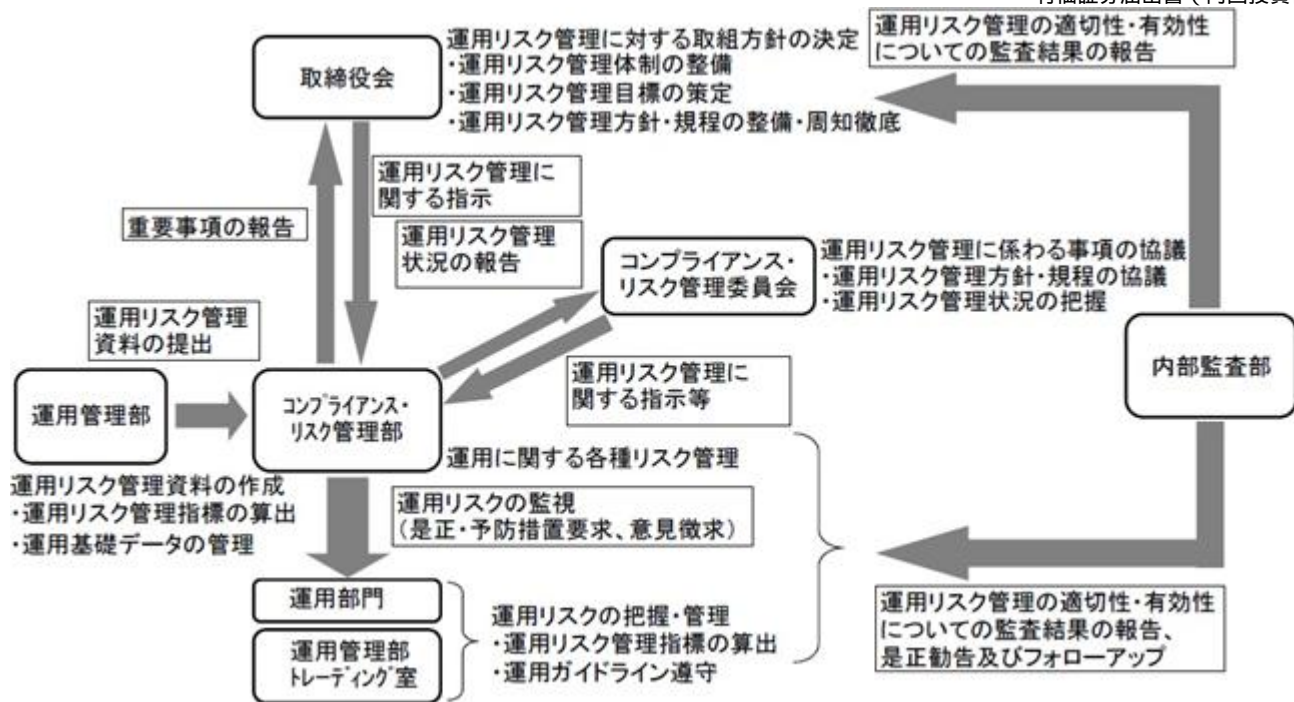 運用リスク管理に対する取組方針の決定
・運用リスク管理体制の整備
・運用リスク管理目標の策定
・運用リスク管理方針・規程の整備・周知徹底
取締役会
運用リスク管理の適切性・有効性
についての監査結果の報告
運用リスク管理に
関する指示
重要事項の報告
運用リスク管理
状況の報告
コンプライアンス・
リスク管理委員会
運用リスク管理に係わる事項の協議
・運用リスク管理方針・規程の協議
・運用リスク管理状況の把握
運用リスク管理
資料の提出
内部監査部
運用管理部
コンプライアンス・
リスク管理部
運用リスク管理に
関する指示等
運用に関する各種リスク管理
運用リスク管理資料の作成
・運用リスク管理指標の算出
・運用基礎データの管理
運用リスクの監視
(是正・予防措置要求、意見徴求)
運用部門
運用管理部
トレーディング室
運用リスクの把握・管理
・運用リスク管理指標の算出
・運用ガイドライン遵守
運用リスク管理の適切性・有効性
についての監査結果の報告、
是正勧告及びフォローアップ